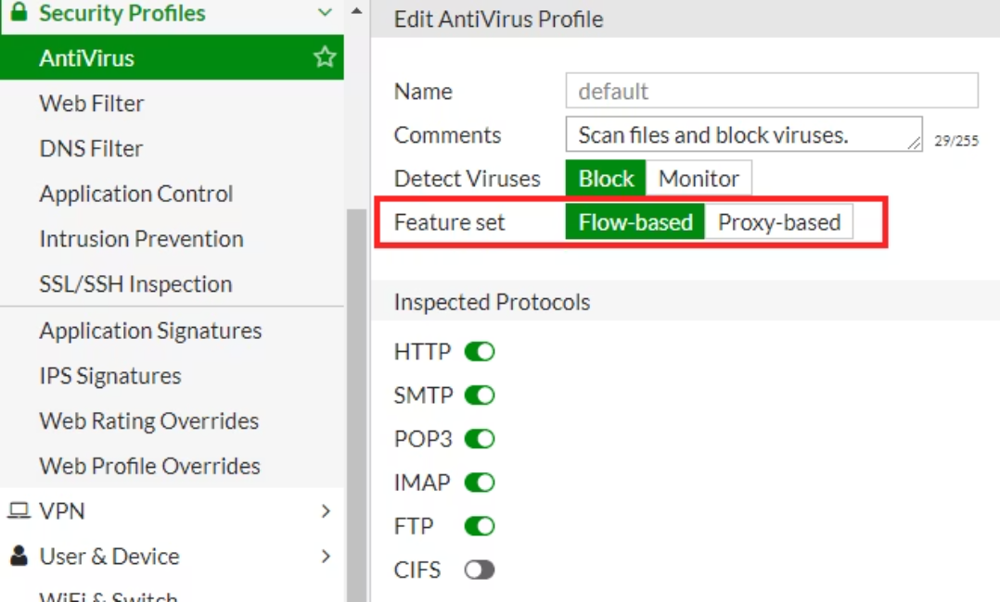 Security Profiles
AntiVirus
Web Filter
DNS Filter
Application Control
Intrusion Prevention
SSL/SSH Inspection
Application Signatures
IPS Signatures
Web Rating Overrides
Web Profile Overrides
VPN
User & Device
WiFi & Switch
Edit AntiVirus Profile
Name default
Comments Scan files and block viruses. 29/255
Detect Viruses Block Monitor
Feature set Flow-based Proxy-based
Inspected Protocols
HTTP
SMTP
POP3
IMAP
FTP
CIFS